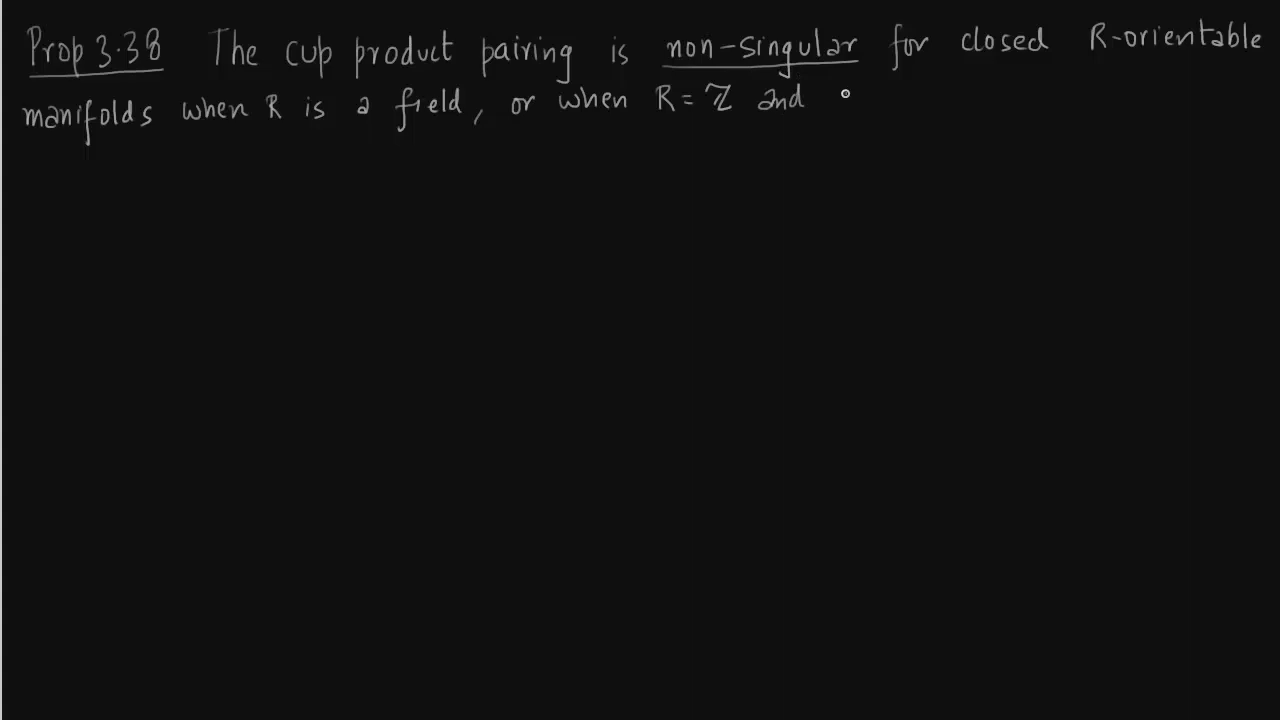 Prop 3.38 The cup product pairing is non-singular for closed R-orientable
manifolds when R is a field, or when R = ℤ and